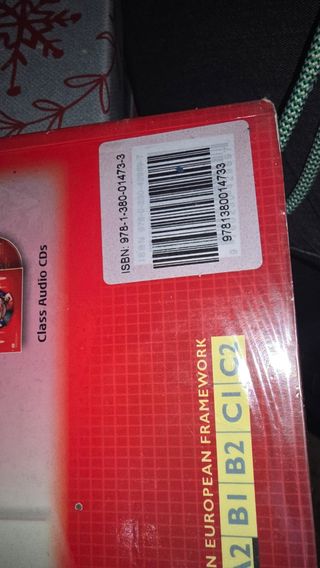 ISBN: 978-1-380-01473-3
9781380014733
Class Audio CDs
N EUROPEAN FRAMEWORK
A2 B1 B2 C1 C2